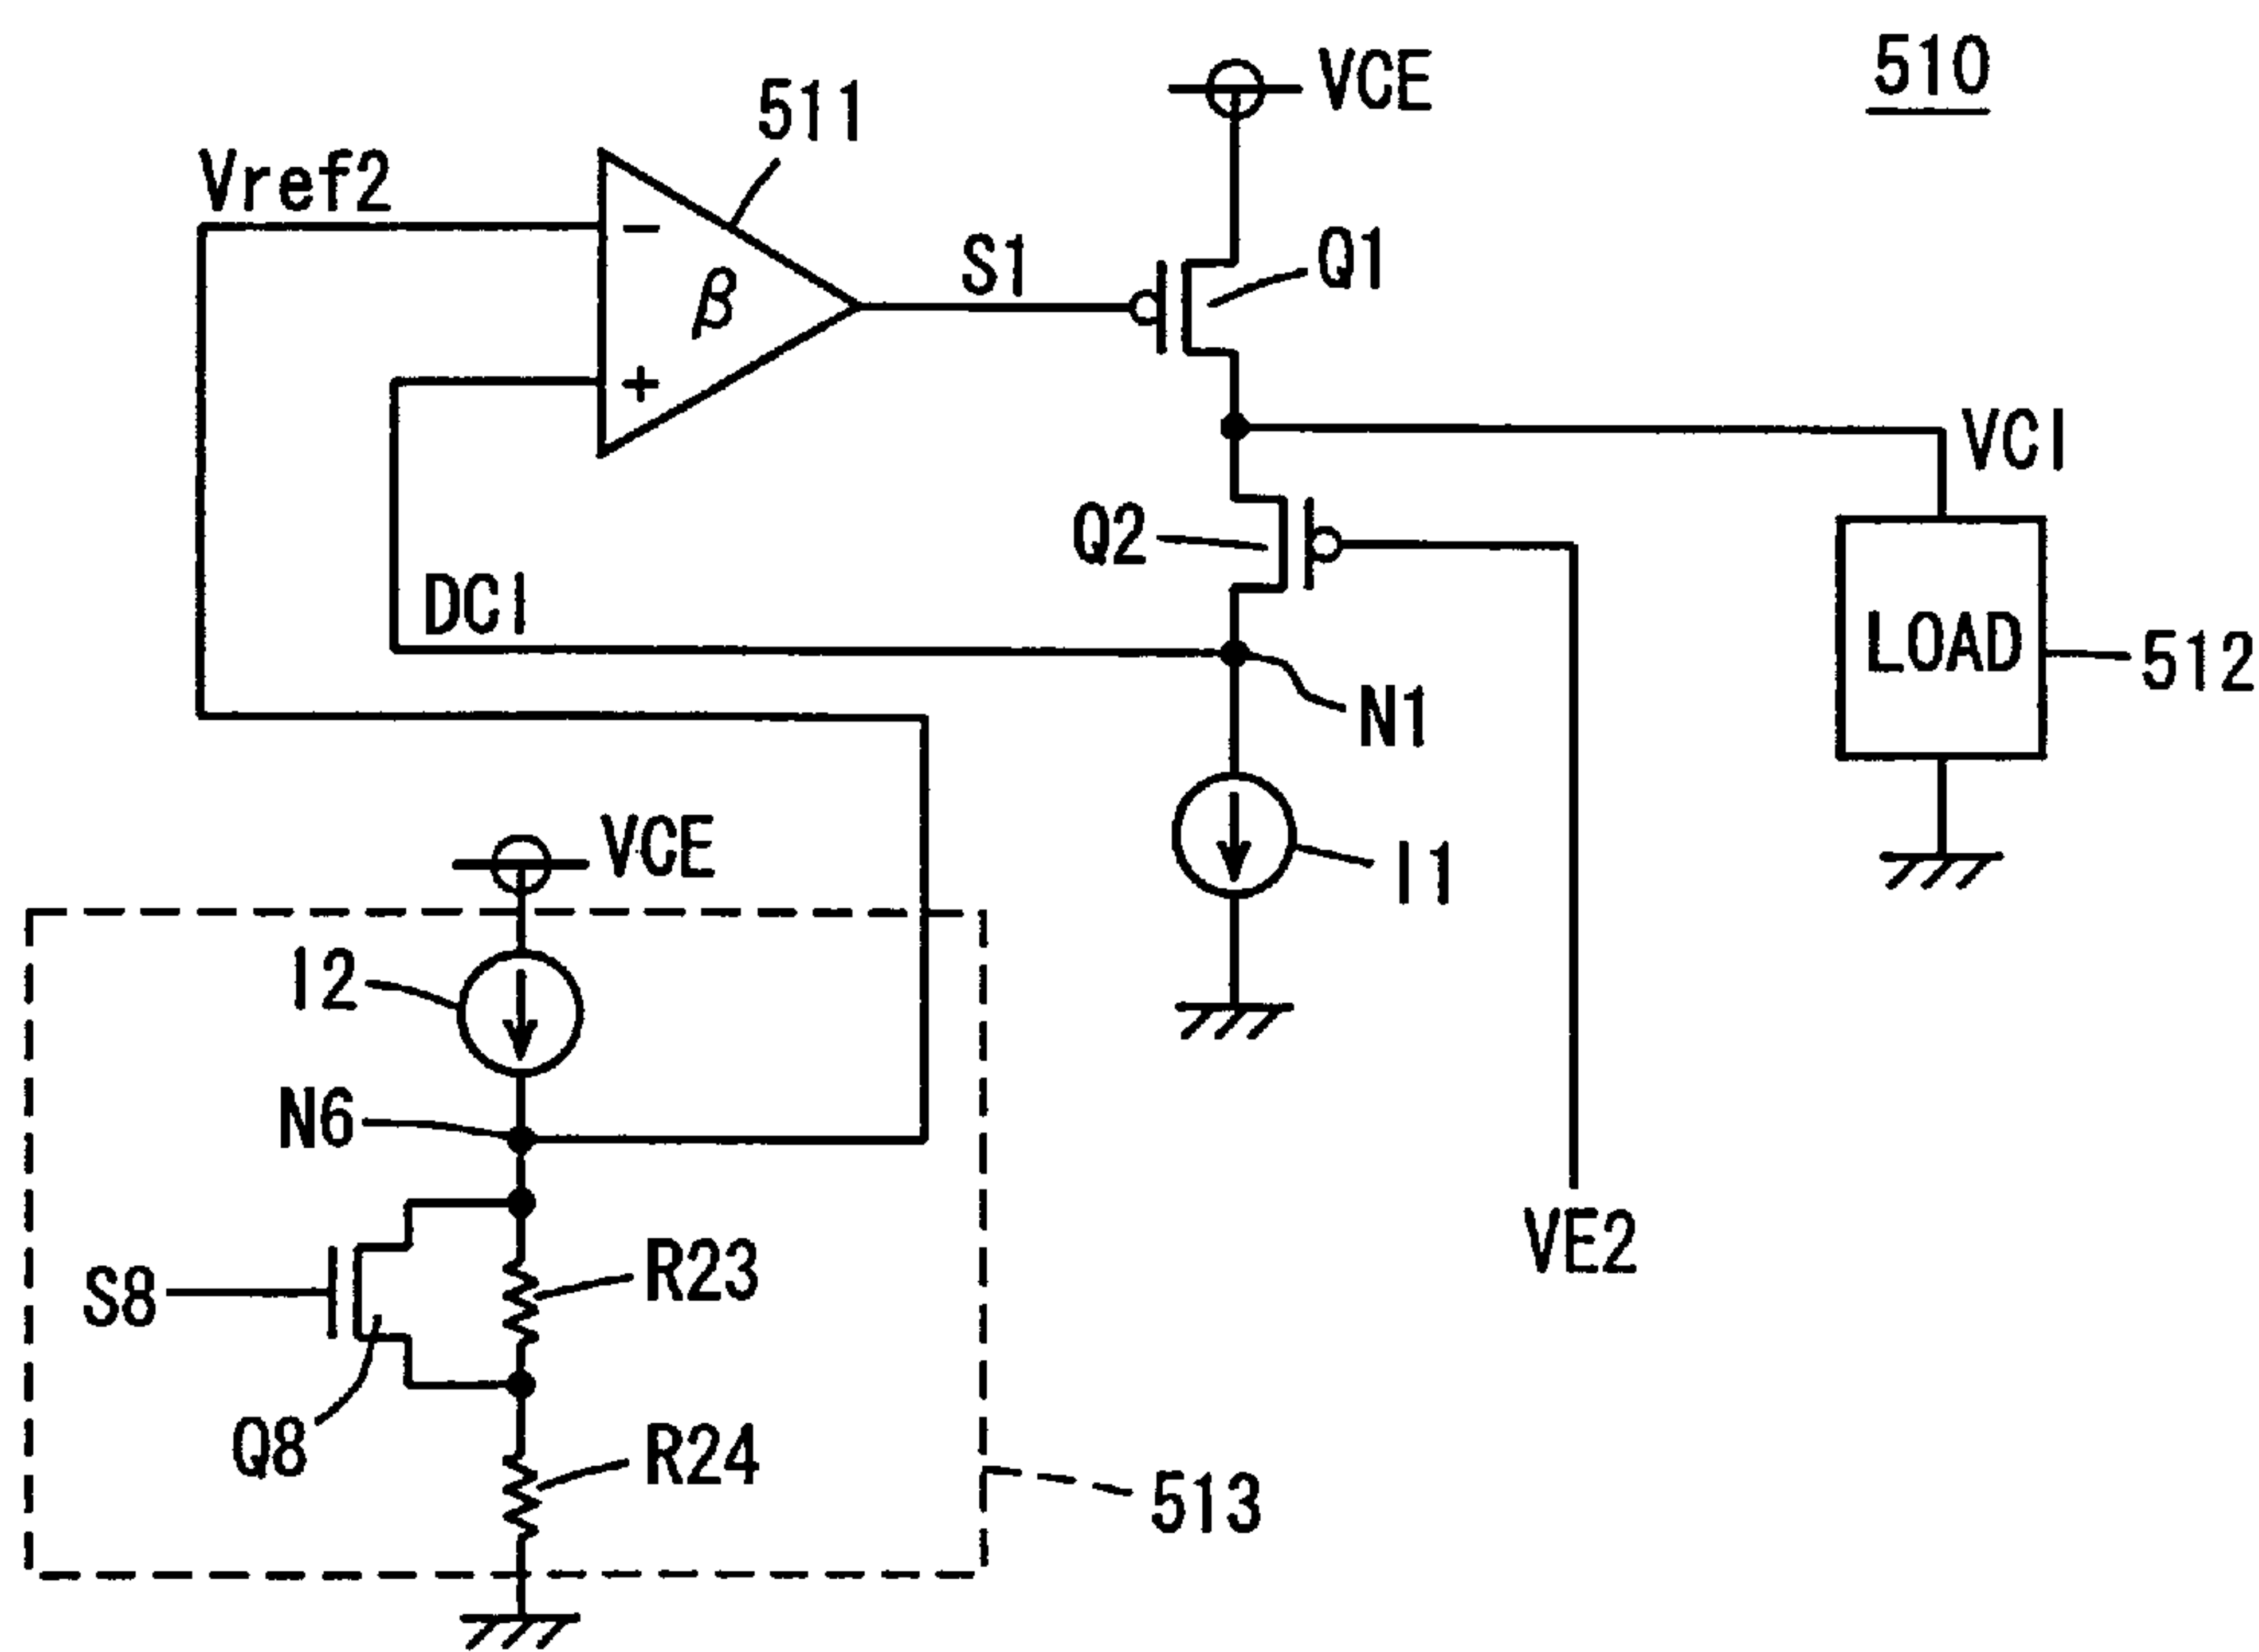 510
VCE
511
Vref2
S1
Q1
−
β
+
VCI
Q2
DCI
LOAD
512
N1
VCE
I1
I2
N6
VE2
R23
S8
Q8
R24
513